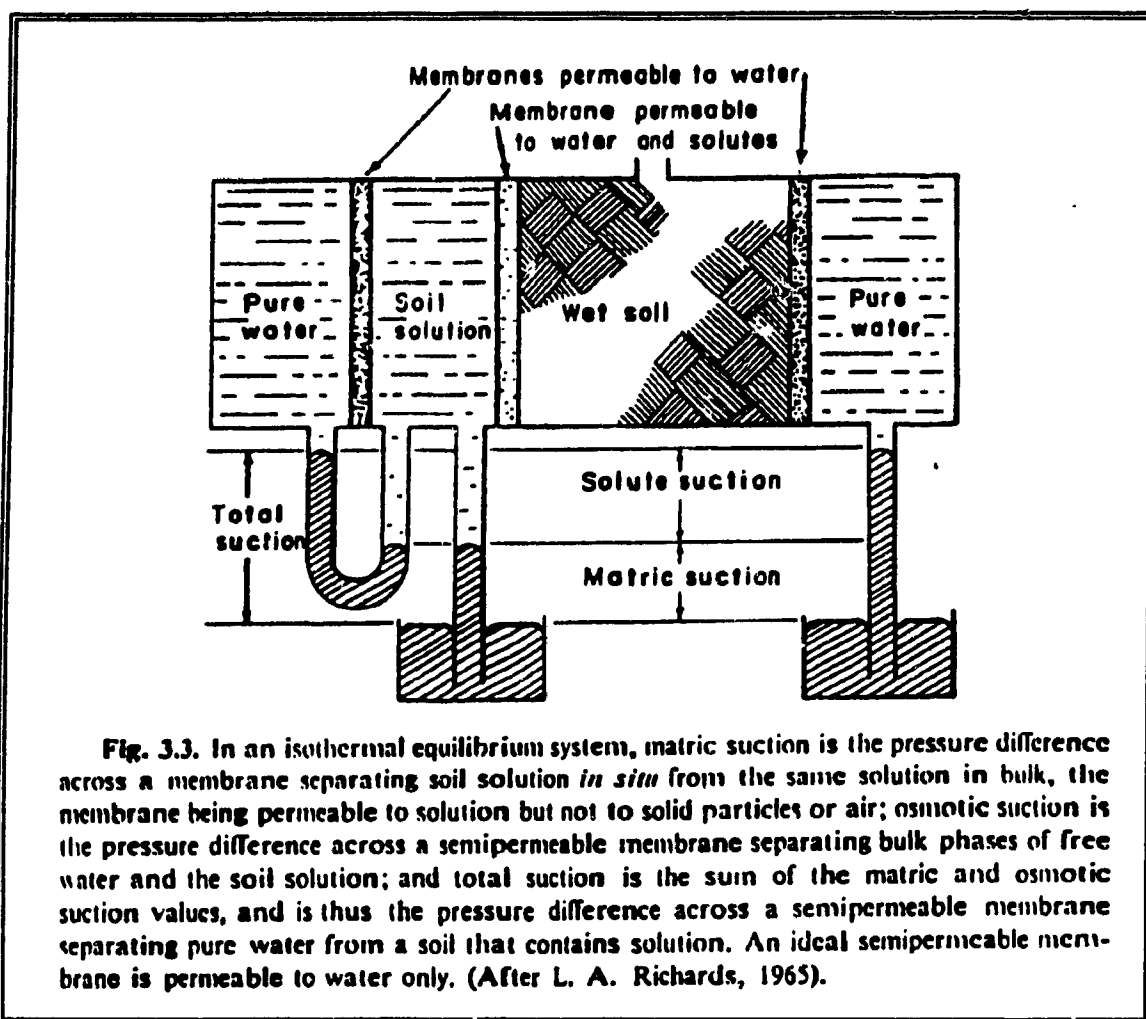 Membranes permeable to water
Membrane permeable
to water and solutes
Pure
water
Soil
solution
Wet soil
Pure
water
Total
suction
Solute suction
Matric suction
Fig. 3.3. In an isothermal equilibrium system, matric suction is the pressure difference
across a membrane separating soil solution in situ from the same solution in bulk, the
membrane being permeable to solution but not to solid particles or air; osmotic suction is
the pressure difference across a semipermeable membrane separating bulk phases of free
water and the soil solution; and total suction is the sum of the matric and osmotic
suction values, and is thus the pressure difference across a semipermeable membrane
separating pure water from a soil that contains solution. An ideal semipermeable mem-
brane is permeable to water only. (After L. A. Richards, 1965).